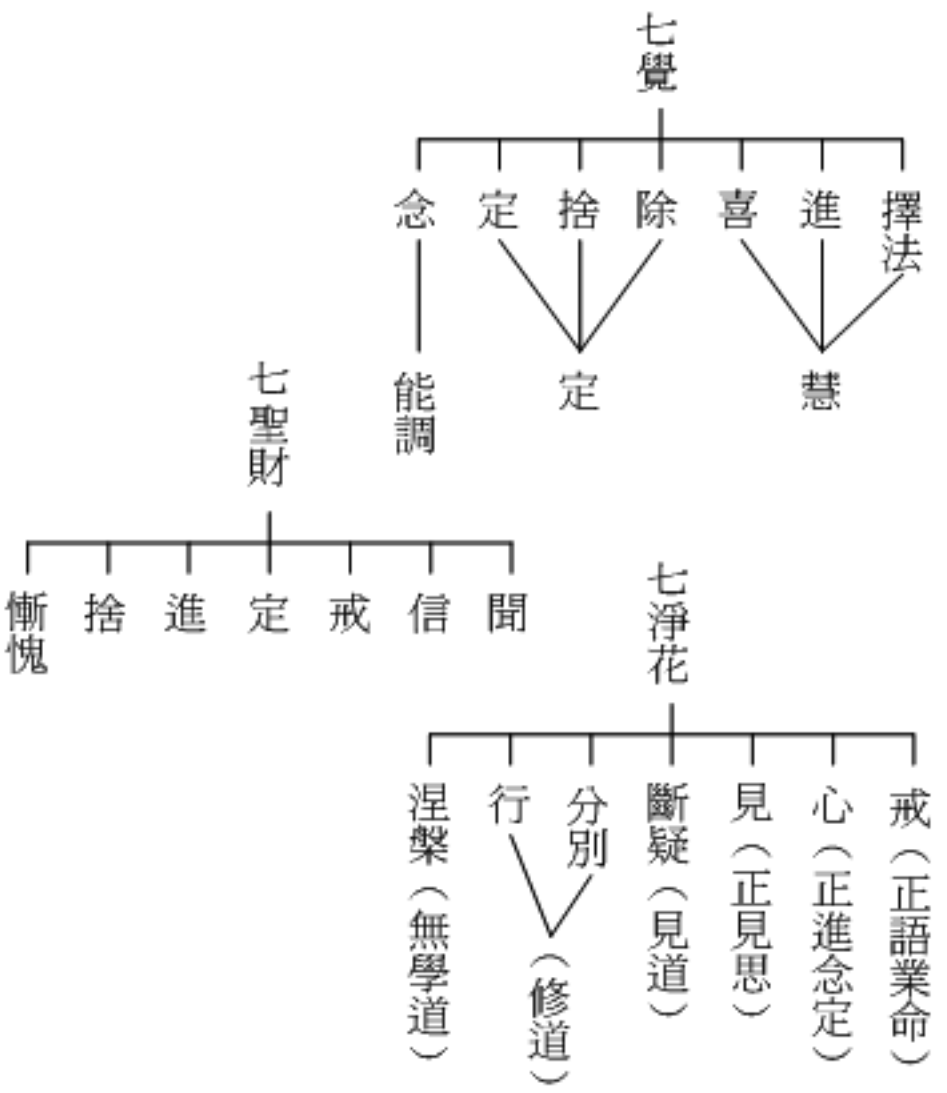 七覺
擇法
進
喜
除
捨
定
念
慧
定
能調
七聖財
聞
信
戒
定
進
捨
慚愧
七淨花
戒（正語業命）
心（正進念定）
見（正見思）
斷疑（見道）
分別
行
（修道）
涅槃（無學道）